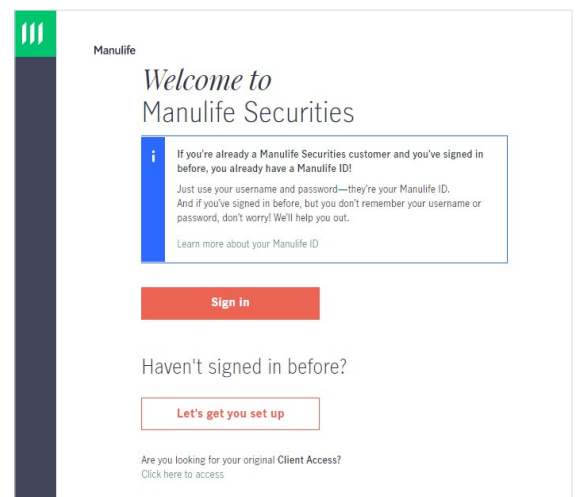 Manulife
Welcome to
Manulife Securities
If you're already a Manulife Securities customer and you've signed in
before, you already have a Manulife ID!
Just use your username and password—they're your Manulife ID.
And if you've signed in before, but you don't remember your username or
password, don't worry! We'll help you out.
Learn more about your Manulife ID
Sign in
Haven't signed in before?
Let's get you set up
Are you looking for your original Client Access?
Click here to access